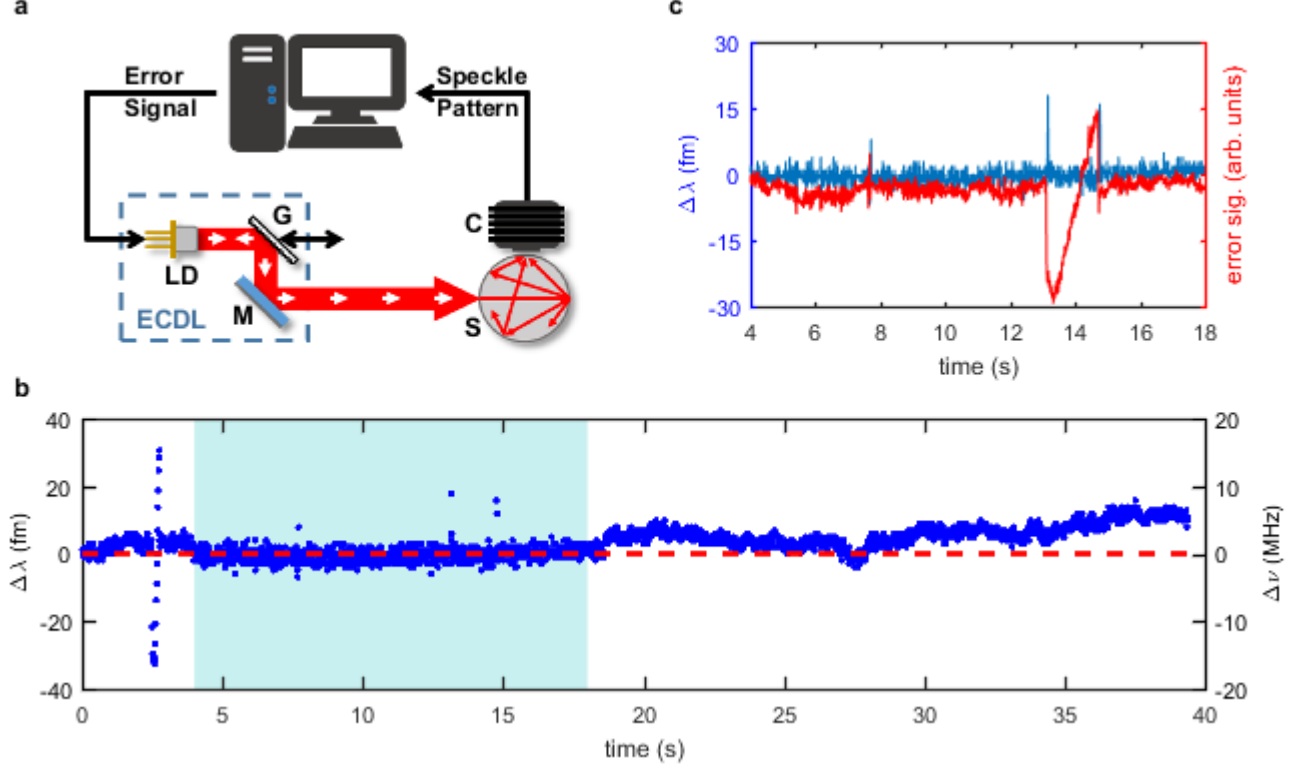 a
Error
Signal
Speckle
Pattern
G
LD
M
ECDL
C
S
c
30
15
0
-15
-30
Δλ (fm)
4 6 8 10 12 14 16 18
time (s)
error sig. (arb. units)
b
40
20
0
-20
-40
Δλ (fm)
20
10
0
-10
-20
Δν (MHz)
0 5 10 15 20 25 30 35 40
time (s)